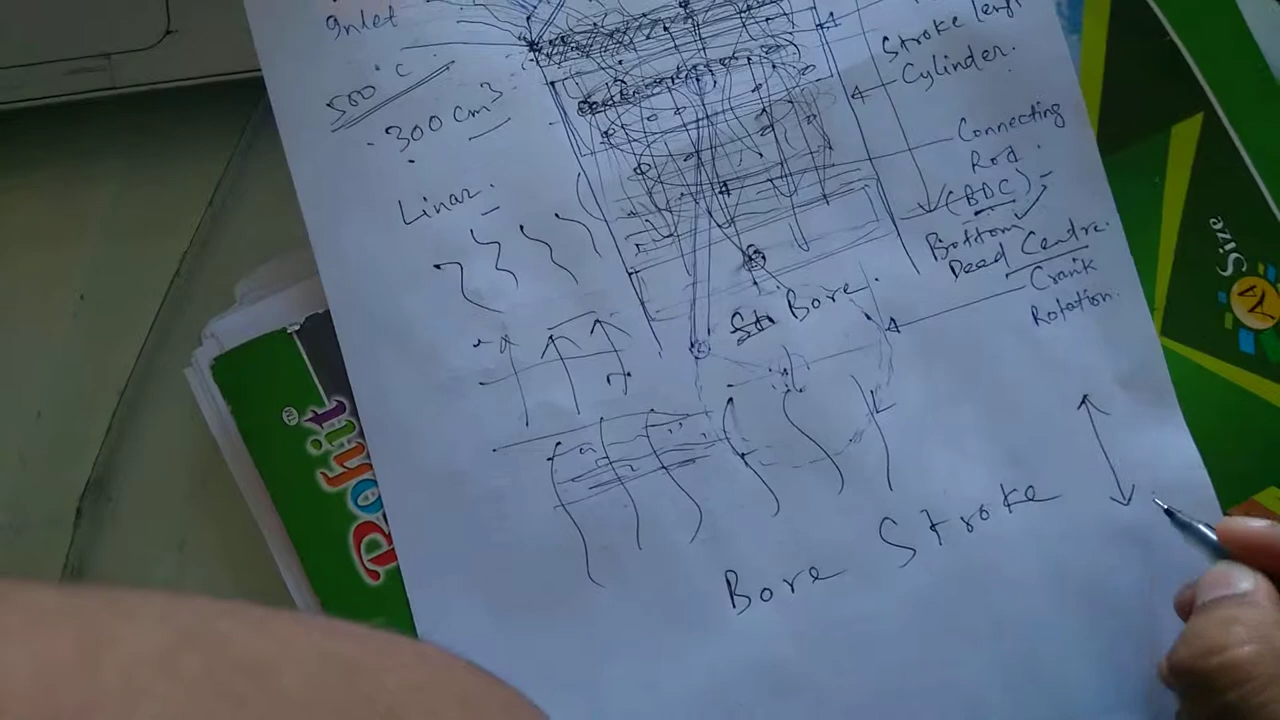 Inlet
500°C
300 cm³
Linar.
Stroke leng
Cylinder.
Connecting
Rod.
(BDC)
Bottom
Dead Centre.
Crank
Rotation.
Bore.
Bore Stroke
Rohit
Size